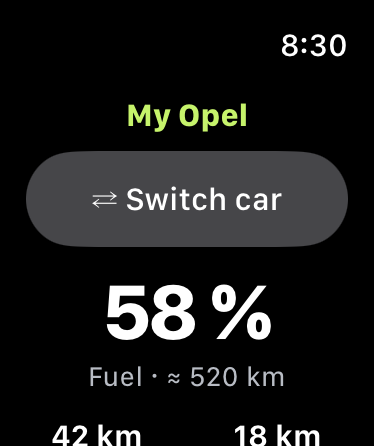 8:30
My Opel
⇄ Switch car
58 %
Fuel · ≈ 520 km
42 km 18 km